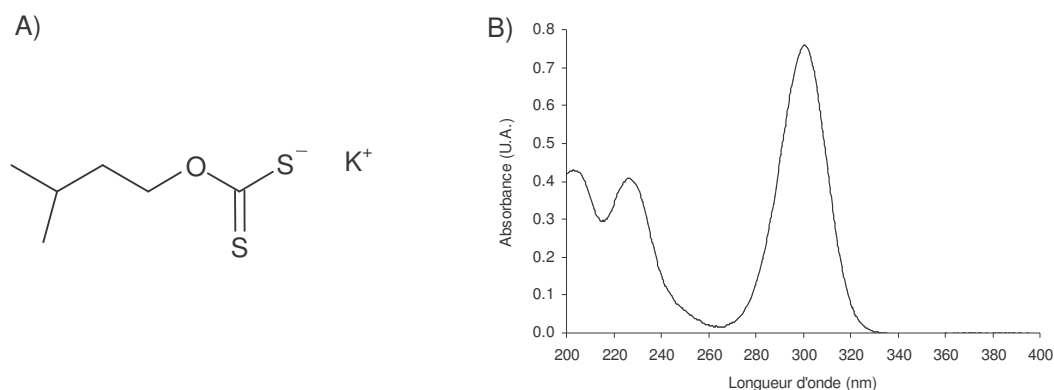 A)
O
S⁻ K⁺
S
B)
Absorbance (U.A.)
0.8
0.7
0.6
0.5
0.4
0.3
0.2
0.1
0.0
200 220 240 260 280 300 320 340 360 380 400
Longueur d'onde (nm)